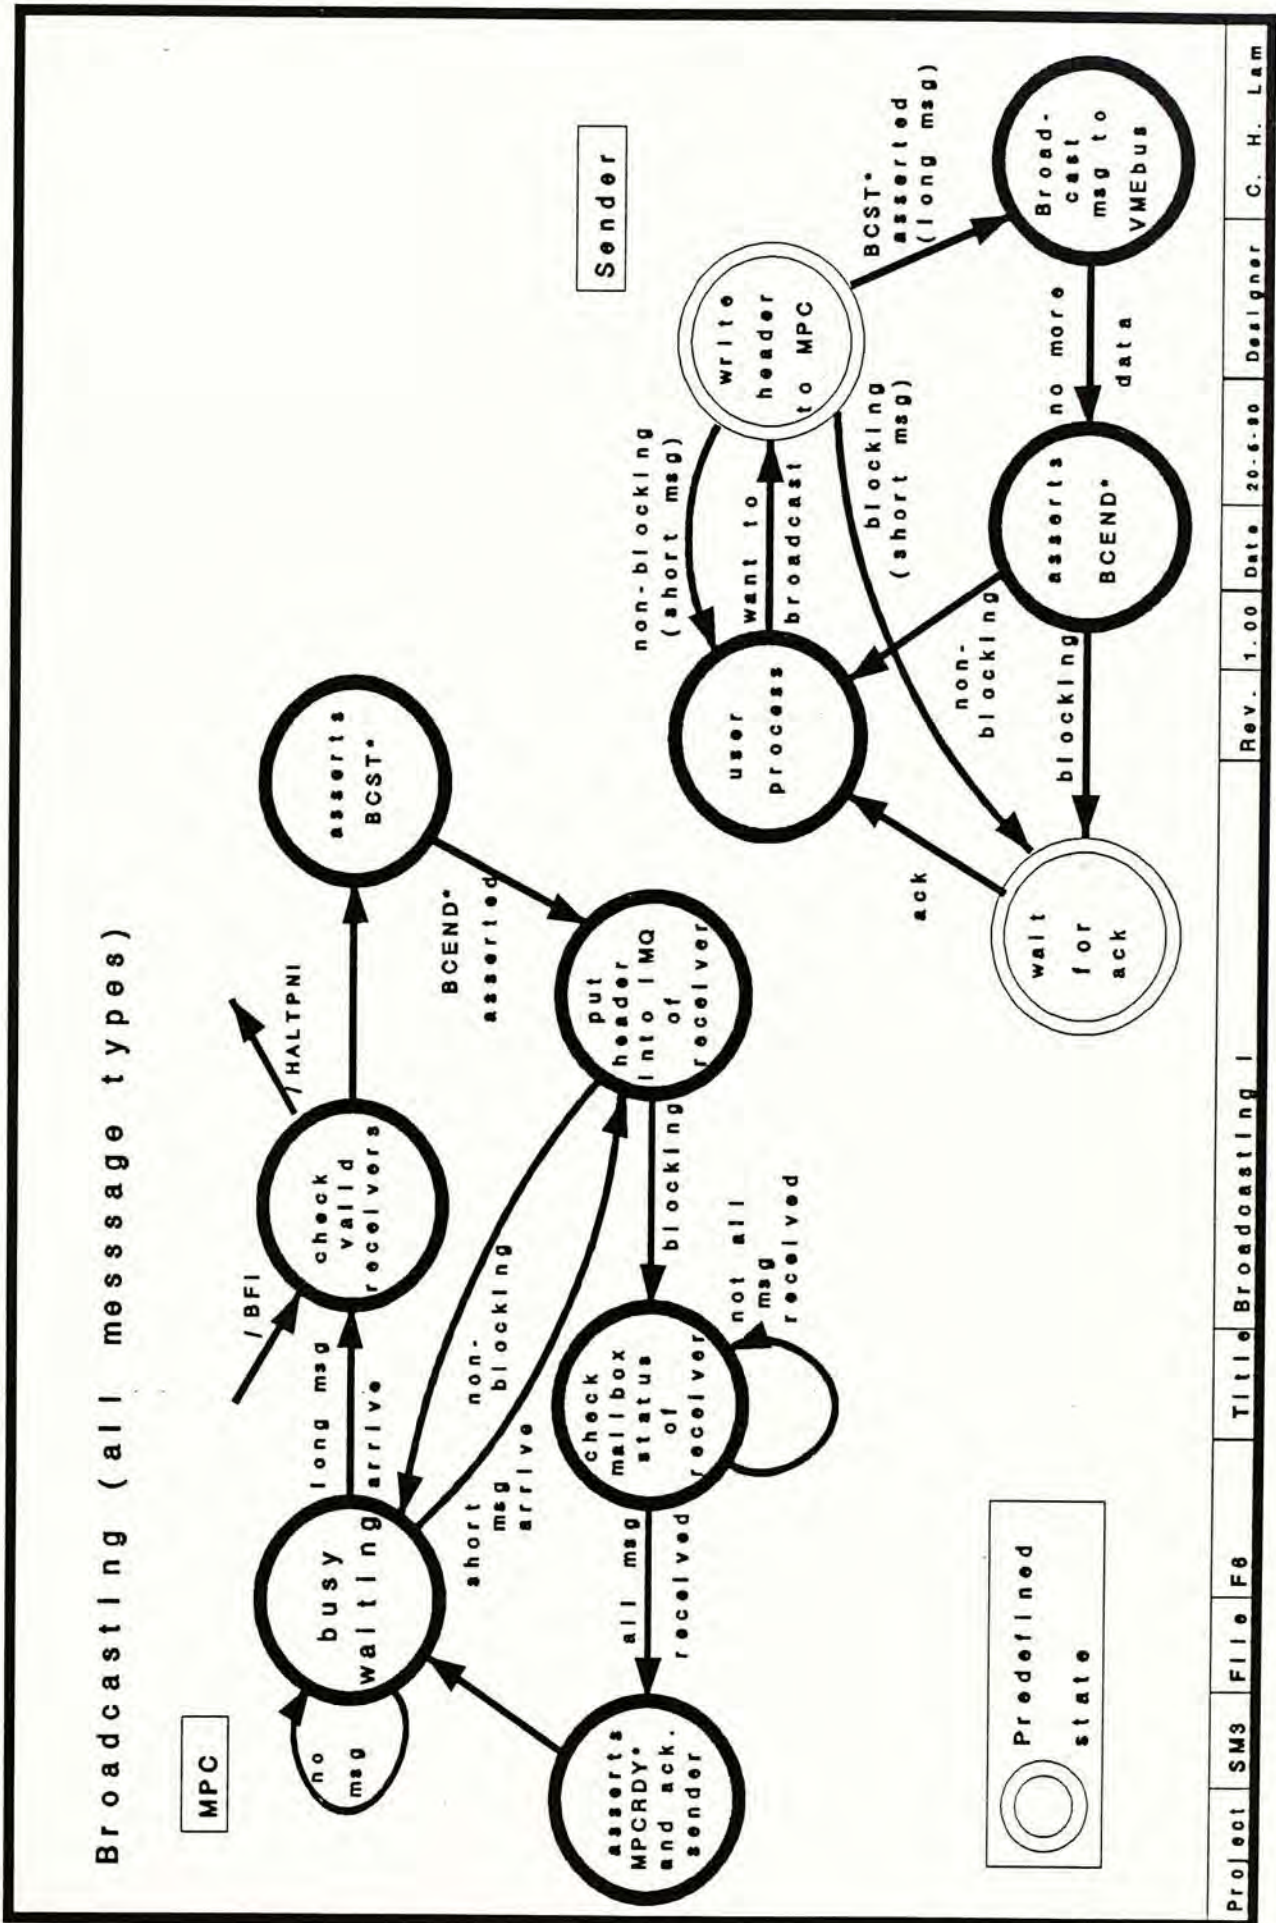 Broadcasting (all messsage types)
MPC
no
msg
busy
waiting
long msg
arrive
/BFI
check
valid
receivers
/HALTPNI
asserts
BCST*
BCEND*
asserted
non-
blocking
short
msg
arrive
put
header
into IMQ
of
receiver
blocking
check
mailbox
status
of
receiver
not all
msg
received
all msg
received
asserts
MPCRDY*
and ack.
sender
Sender
non-blocking
(short msg)
write
header
to MPC
user
process
want to
broadcast
BCST*
asserted
(long msg)
blocking
(short msg)
Broad-
cast
msg to
VMEbus
no more
data
asserts
BCEND*
non-
blocking
blocking
ack
wait
for
ack
Predefined
state
Project SM3 File F6 Title Broadcasting I Rev. 1.00 Date 20-6-90 Designer C. H. Lam